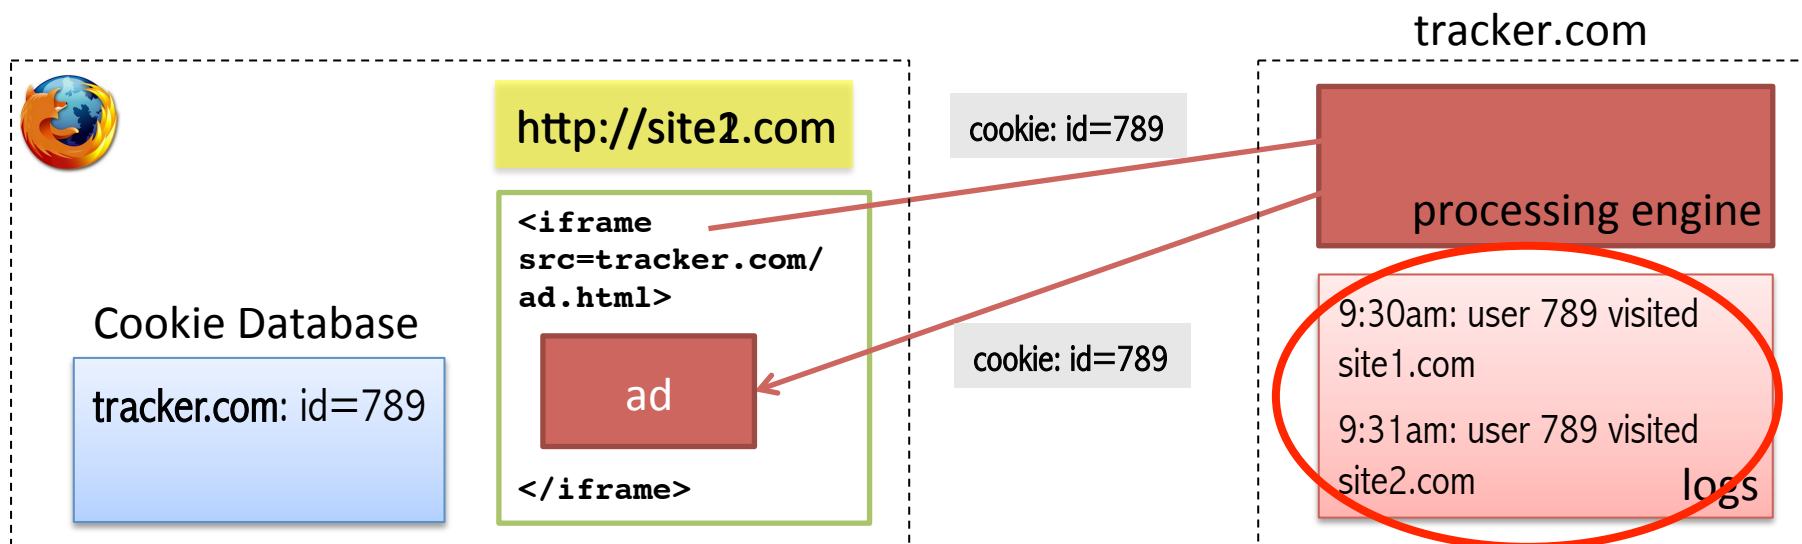 tracker.com
http://site2.com
cookie: id=789
processing engine
<iframe
src=tracker.com/
ad.html>
ad
</iframe>
Cookie Database
tracker.com: id=789
cookie: id=789
9:30am: user 789 visited
site1.com
9:31am: user 789 visited
site2.com
logs